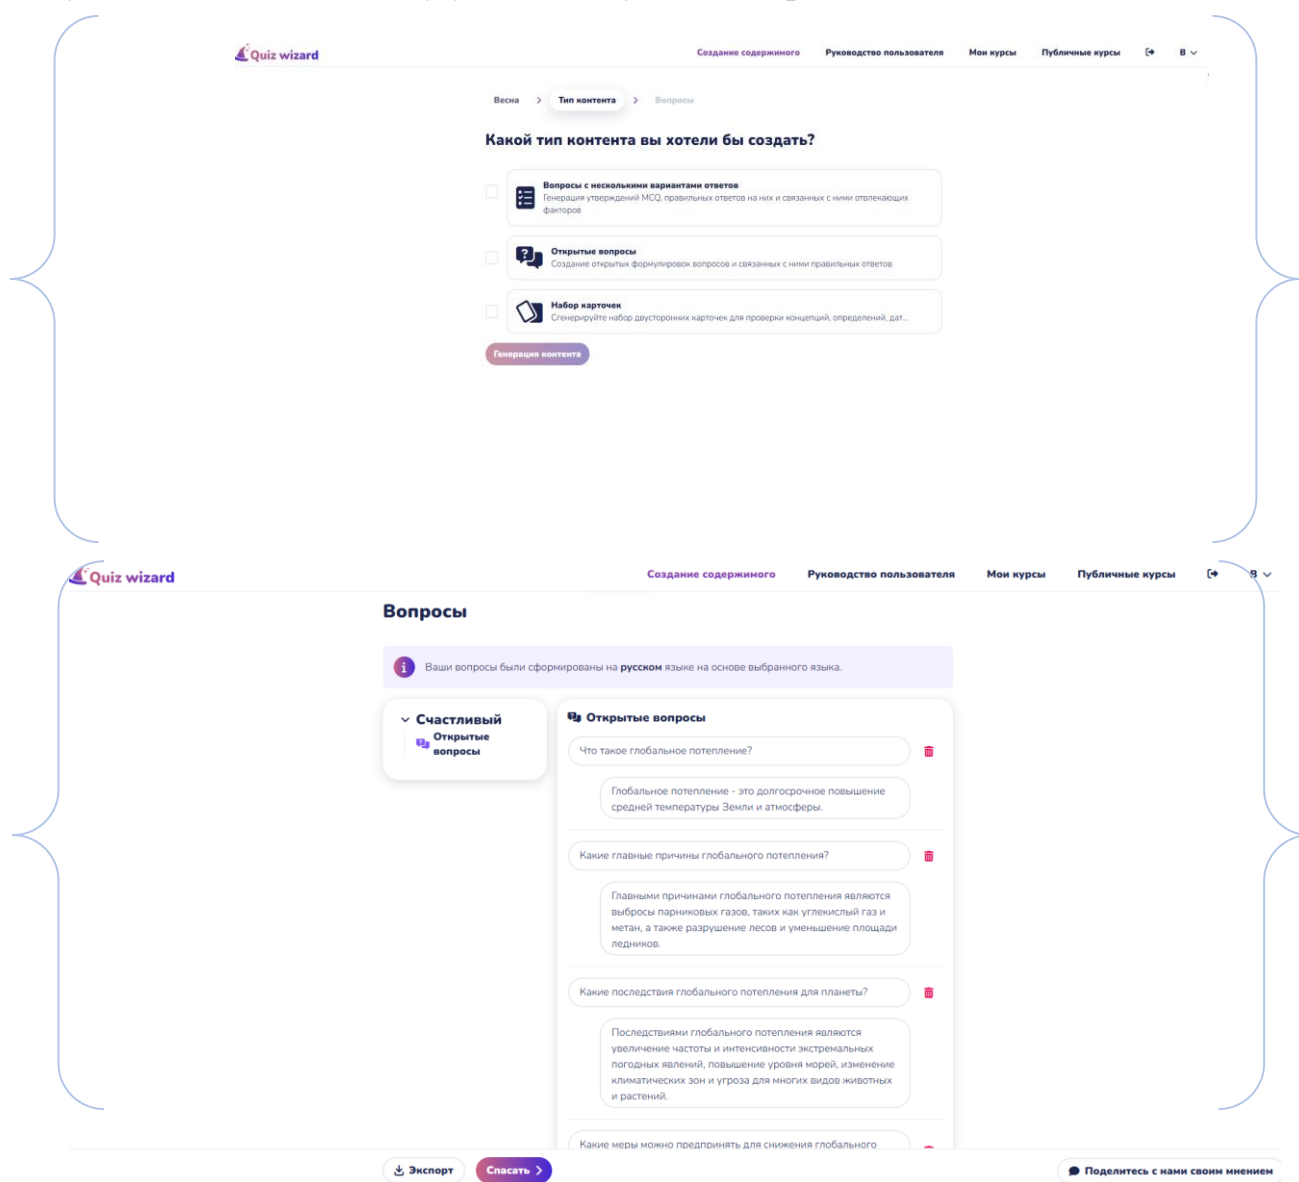 Quiz wizard
Создание содержимого Руководство пользователя Мои курсы Публичные курсы В
Весна > Тип контента > Вопросы
Какой тип контента вы хотели бы создать?
Вопросы с несколькими вариантами ответов
Генерация утверждений MCQ, правильных ответов на них и связанных с ними отвлекающих
факторов
Открытые вопросы
Создание открытых формулировок вопросов и связанных с ними правильных ответов
Набор карточек
Сгенерируйте набор двусторонних карточек для проверки концепций, определений, дат...
Генерация контента
Quiz wizard
Создание содержимого Руководство пользователя Мои курсы Публичные курсы В
Вопросы
Ваши вопросы были сформированы на русском языке на основе выбранного языка.
Счастливый
Открытые
вопросы
Открытые вопросы
Что такое глобальное потепление?
Глобальное потепление - это долгосрочное повышение
средней температуры Земли и атмосферы.
Какие главные причины глобального потепления?
Главными причинами глобального потепления являются
выбросы парниковых газов, таких как углекислый газ и
метан, а также разрушение лесов и уменьшение площади
ледников.
Какие последствия глобального потепления для планеты?
Последствиями глобального потепления являются
увеличение частоты и интенсивности экстремальных
погодных явлений, повышение уровня морей, изменение
климатических зон и угроза для многих видов животных
и растений.
Какие меры можно предпринять для снижения глобального
Экспорт
Спасать >
Поделитесь с нами своим мнением